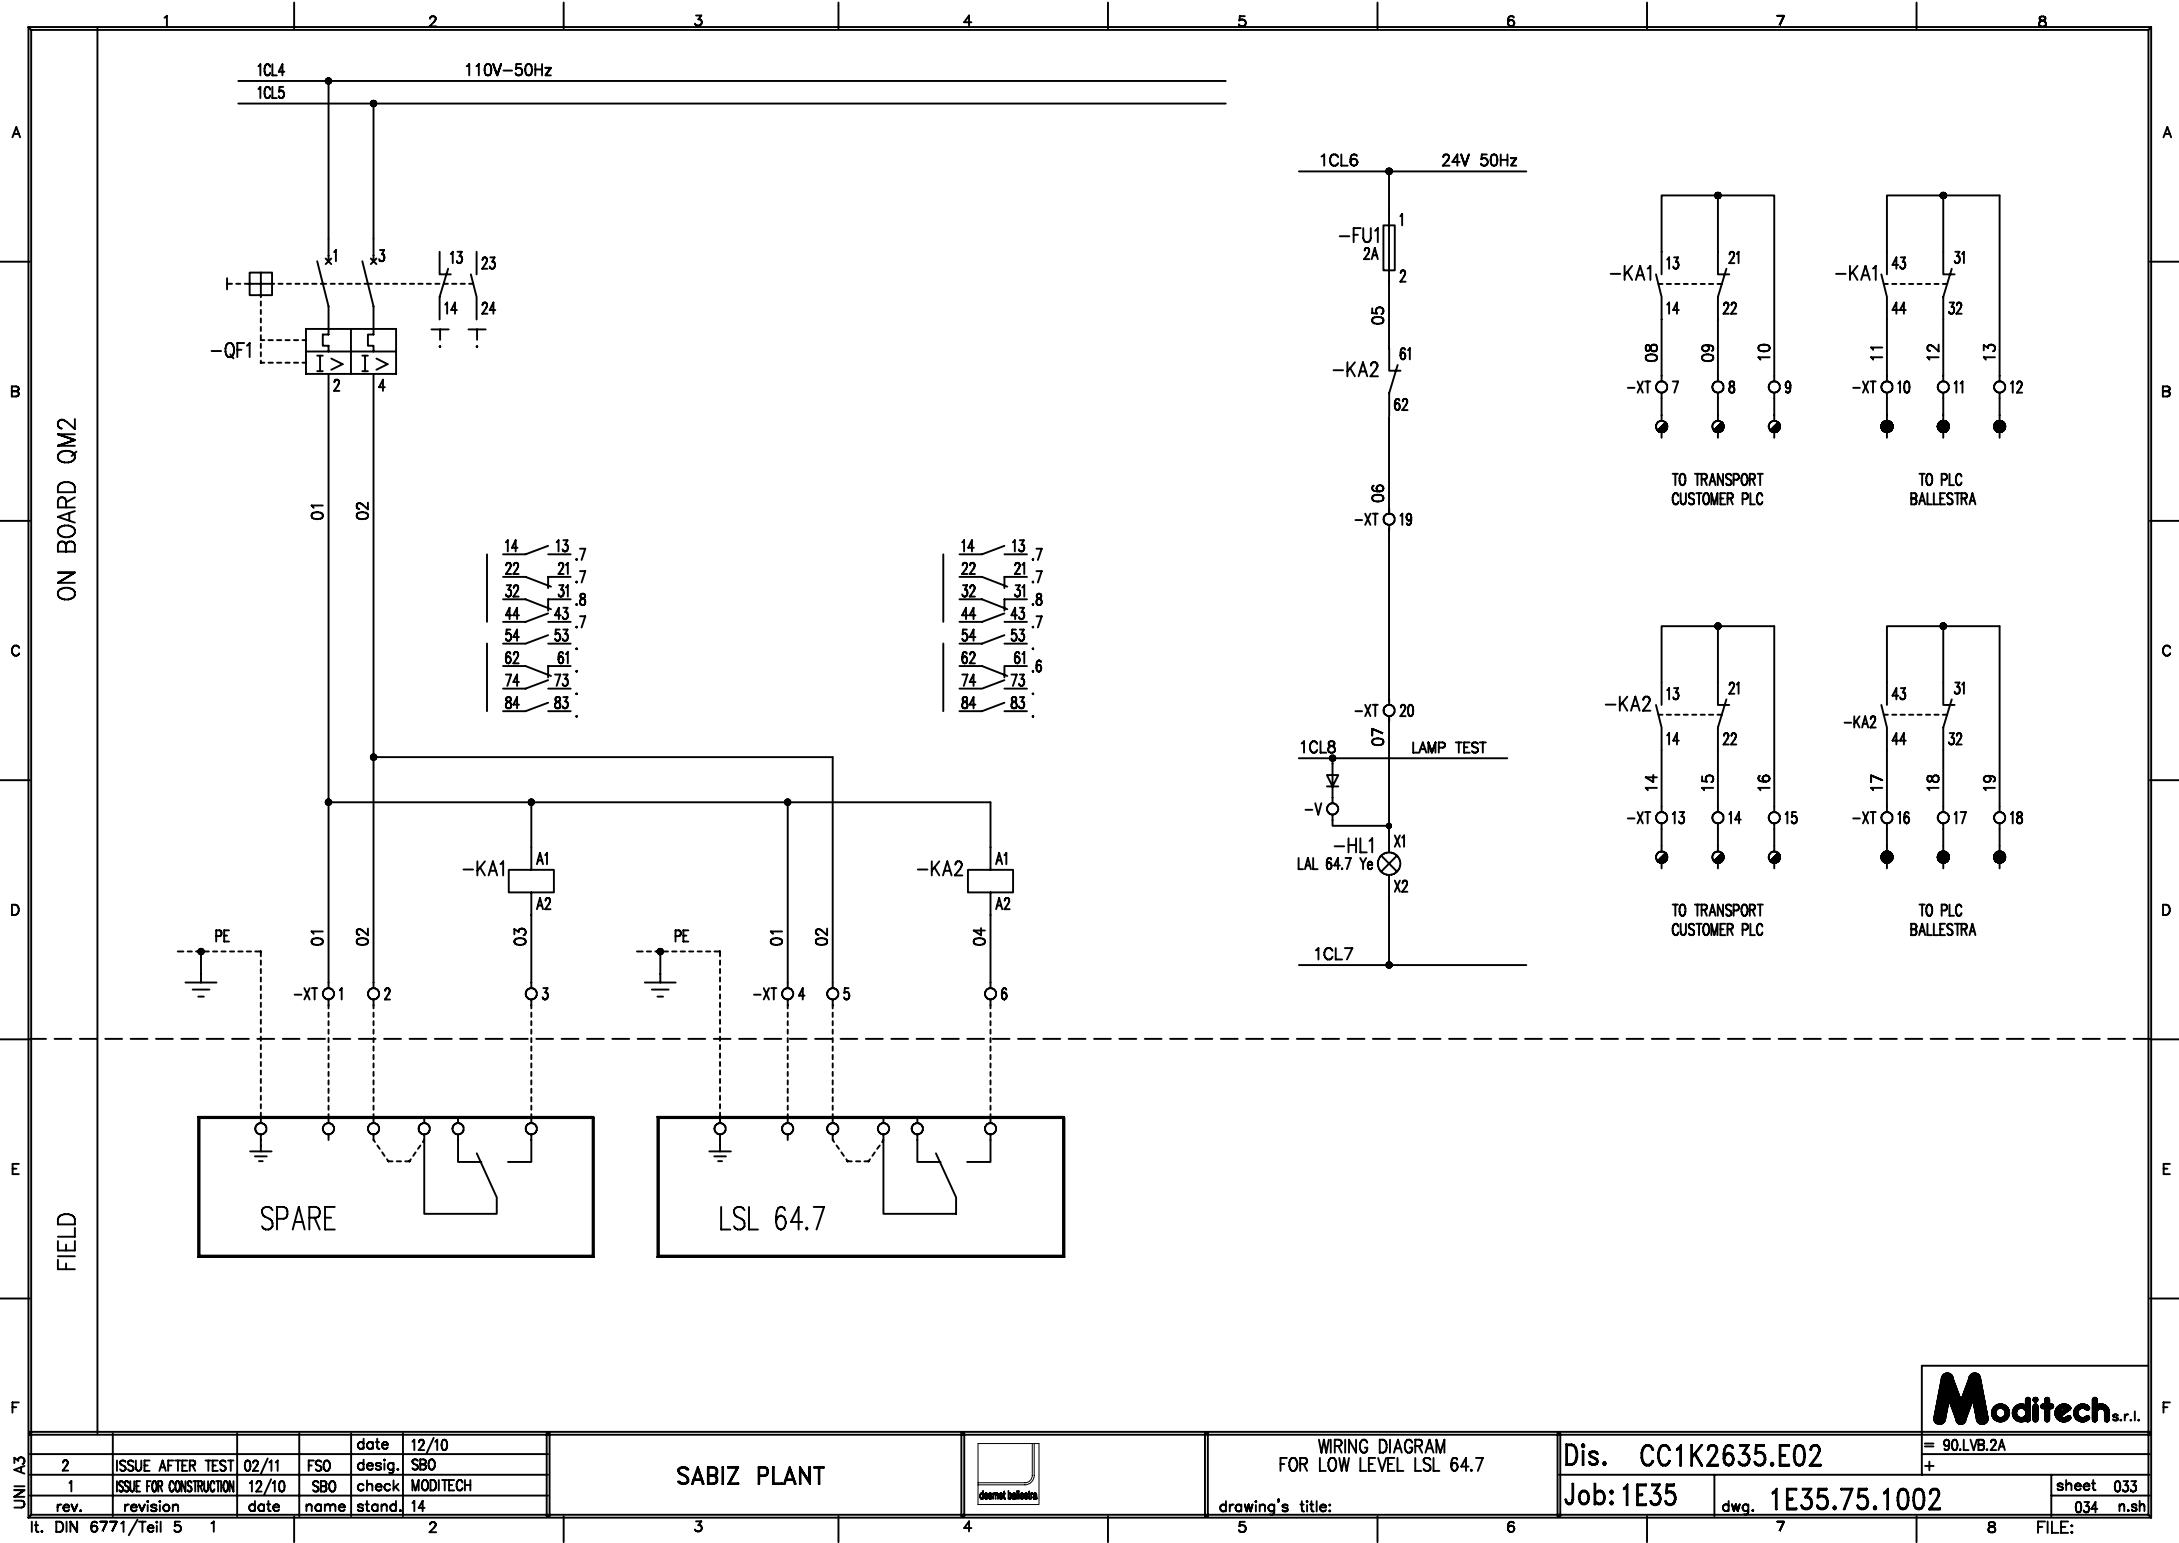 1 2 3 4 5 6 7 8
A A
B B
C C
D D
E E
F F
1CL4 110V-50Hz
1CL5
1CL6 24V 50Hz
-FU1 1
2A
2
05
-KA2 61
62
06
-XT 19
-XT 20
07
1CL8 LAMP TEST
-V
-HL1 X1
LAL 64.7 Ye
X2
1CL7
1 3 13 23
14 24
-QF1
I> I>
2 4
01 02
ON BOARD QM2
14 13 .7
22 21 .7
32 31 .8
44 43 .7
54 53 .
62 61 .
74 73 .
84 83 .
14 13 .7
22 21 .7
32 31 .8
44 43 .7
54 53 .
62 61 .6
74 73 .
84 83 .
-KA1 A1
A2
-KA2 A1
A2
PE 01 02 03
PE 01 02 04
-XT 1 2 3
-XT 4 5 6
-KA1 13 21
14 22
08 09 10
-XT 7 8 9
TO TRANSPORT
CUSTOMER PLC
-KA1 43 31
44 32
11 12 13
-XT 10 11 12
TO PLC
BALLESTRA
-KA2 13 21
14 22
14 15 16
-XT 13 14 15
TO TRANSPORT
CUSTOMER PLC
-KA2 43 31
44 32
17 18 19
-XT 16 17 18
TO PLC
BALLESTRA
FIELD
SPARE
LSL 64.7
Moditech s.r.l.
UNI A3
date 12/10
2 ISSUE AFTER TEST 02/11 FSO desig. SBO
1 ISSUE FOR CONSTRUCTION 12/10 SBO check MODITECH
rev. revision date name stand. 14
SABIZ PLANT
desmet ballestra
WIRING DIAGRAM
FOR LOW LEVEL LSL 64.7
drawing's title:
Dis. CC1K2635.E02
Job: 1E35 dwg. 1E35.75.1002
= 90.LVB.2A
+
sheet 033
034 n.sh
It. DIN 6771/Teil 5 1 2 3 4 5 6 7 8 FILE: